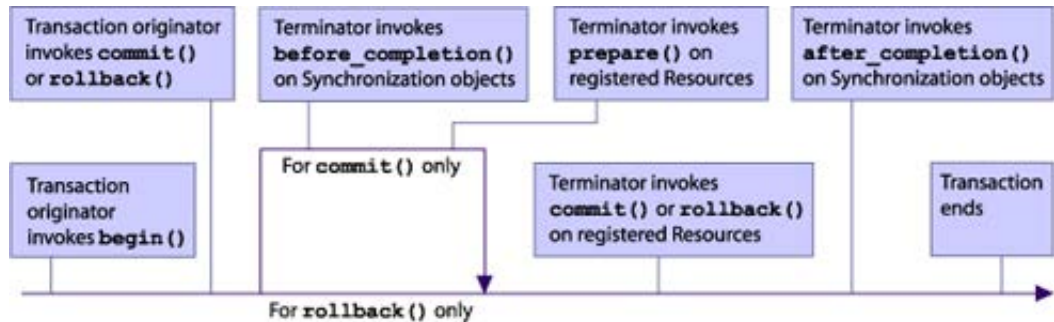 Transaction originator
invokes commit()
or rollback()
Terminator invokes
before_completion()
on Synchronization objects
Terminator invokes
prepare() on
registered Resources
Terminator invokes
after_completion()
on Synchronization objects
For commit() only
Transaction
originator
invokes begin()
Terminator invokes
commit() or rollback()
on registered Resources
Transaction
ends
For rollback() only